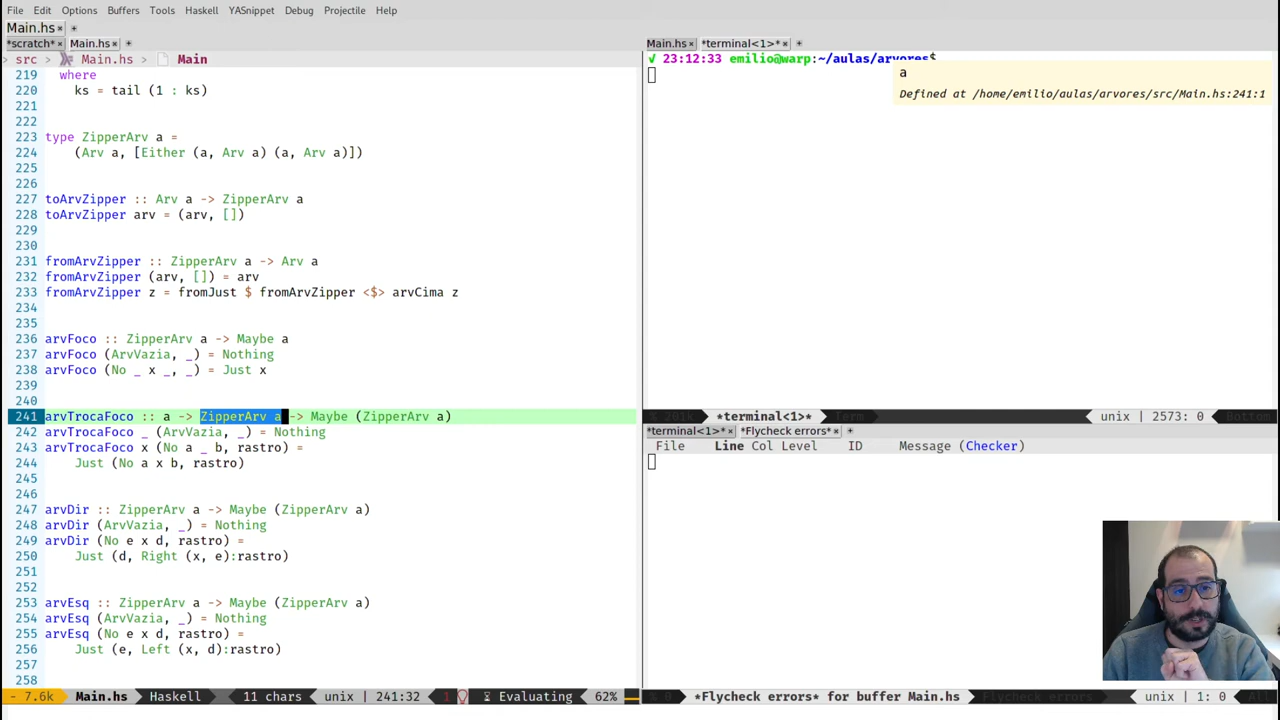 File Edit Options Buffers Tools Haskell YASnippet Debug Projectile Help
Main.hs× +
*scratch*× Main.hs× +
> src > Main.hs > Main
219 where
220 ks = tail (1 : ks)
221
222
223 type ZipperArv a =
224 (Arv a, [Either (a, Arv a) (a, Arv a)])
225
226
227 toArvZipper :: Arv a -> ZipperArv a
228 toArvZipper arv = (arv, [])
229
230
231 fromArvZipper :: ZipperArv a -> Arv a
232 fromArvZipper (arv, []) = arv
233 fromArvZipper z = fromJust $ fromArvZipper <$> arvCima z
234
235
236 arvFoco :: ZipperArv a -> Maybe a
237 arvFoco (ArvVazia, _) = Nothing
238 arvFoco (No _ x _, _) = Just x
239
240
241 arvTrocaFoco :: a -> ZipperArv a -> Maybe (ZipperArv a)
242 arvTrocaFoco _ (ArvVazia, _) = Nothing
243 arvTrocaFoco x (No a _ b, rastro) =
244 Just (No a x b, rastro)
245
246
247 arvDir :: ZipperArv a -> Maybe (ZipperArv a)
248 arvDir (ArvVazia, _) = Nothing
249 arvDir (No e x d, rastro) =
250 Just (d, Right (x, e):rastro)
251
252
253 arvEsq :: ZipperArv a -> Maybe (ZipperArv a)
254 arvEsq (ArvVazia, _) = Nothing
255 arvEsq (No e x d, rastro) =
256 Just (e, Left (x, d):rastro)
257
258
- 7.6k Main.hs Haskell 11 chars unix 241:32 1 Evaluating 62%
Main.hs× *terminal<1>*× +
√ 23:12:33 emilio@warp:~/aulas/arvores$
a
Defined at /home/emilio/aulas/arvores/src/Main.hs:241:1
*terminal<1>* Term unix 2573: 0 Bottom
*terminal<1>*× *Flycheck errors*× +
File Line Col Level ID Message (Checker)
*Flycheck errors* for buffer Main.hs Flycheck errors unix 1: 0 All